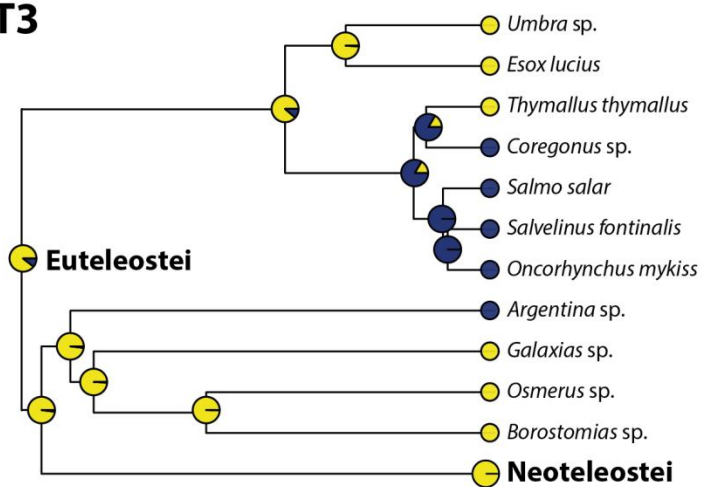 T3
Umbra sp.
Esox lucius
Thymallus thymallus
Coregonus sp.
Salmo salar
Salvelinus fontinalis
Oncorhynchus mykiss
Euteleostei
Argentina sp.
Galaxias sp.
Osmerus sp.
Borostomias sp.
Neoteleostei